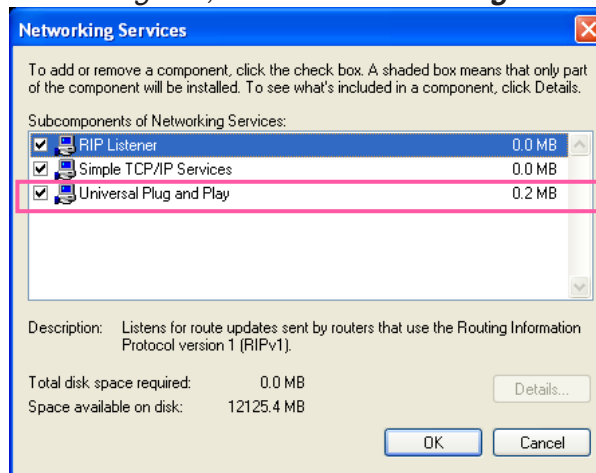 Networking Services
To add or remove a component, click the check box. A shaded box means that only part
of the component will be installed. To see what's included in a component, click Details.
Subcomponents of Networking Services:
RIP Listener 0.0 MB
Simple TCP/IP Services 0.0 MB
Universal Plug and Play 0.2 MB
Description: Listens for route updates sent by routers that use the Routing Information
Protocol version 1 (RIPv1).
Total disk space required: 0.0 MB
Details...
Space available on disk: 12125.4 MB
OK Cancel